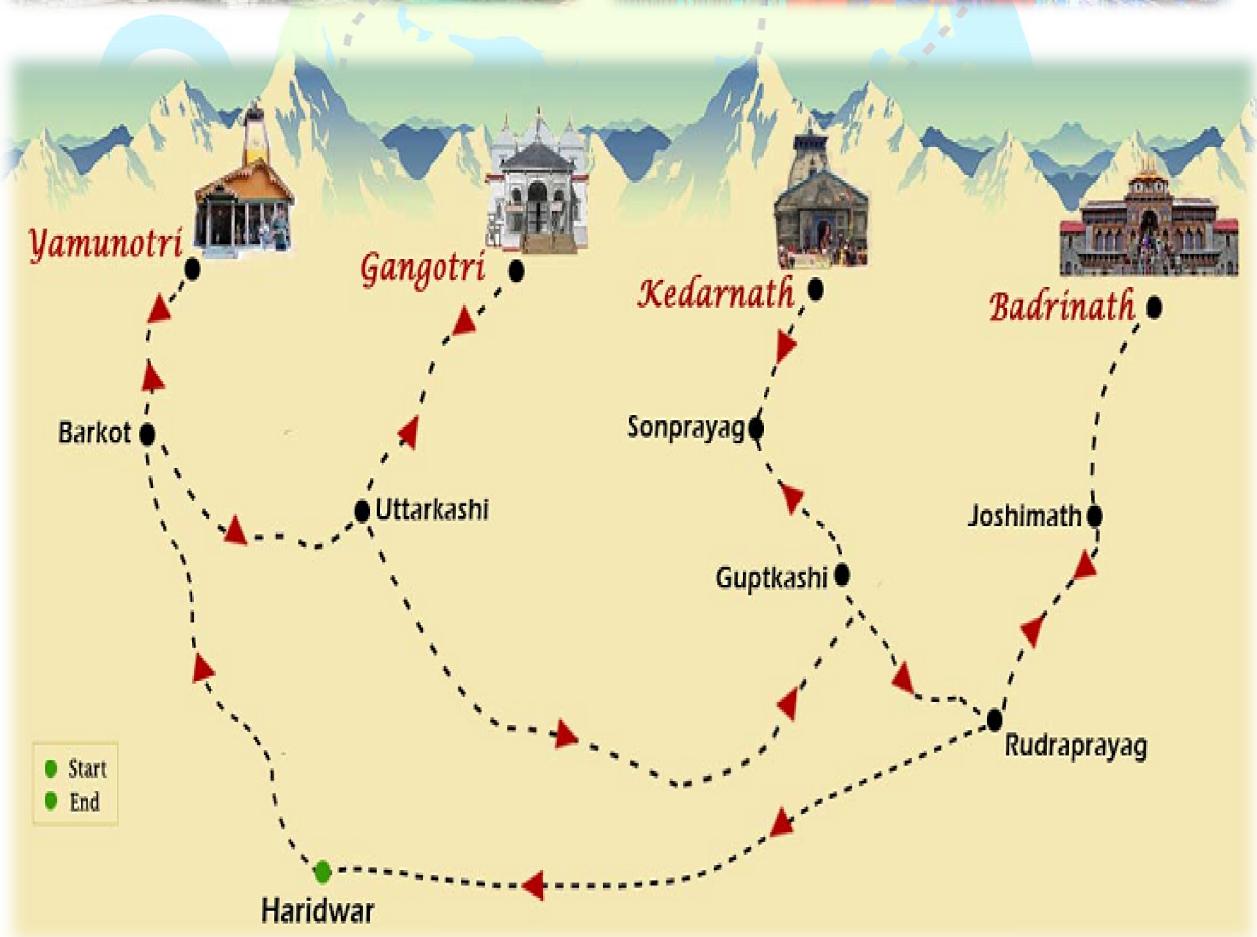 Yamunotri
Gangotri
Kedarnath
Badrinath
Barkot
Sonprayag
Uttarkashi
Joshimath
Guptkashi
Rudraprayag
Start
End
Haridwar